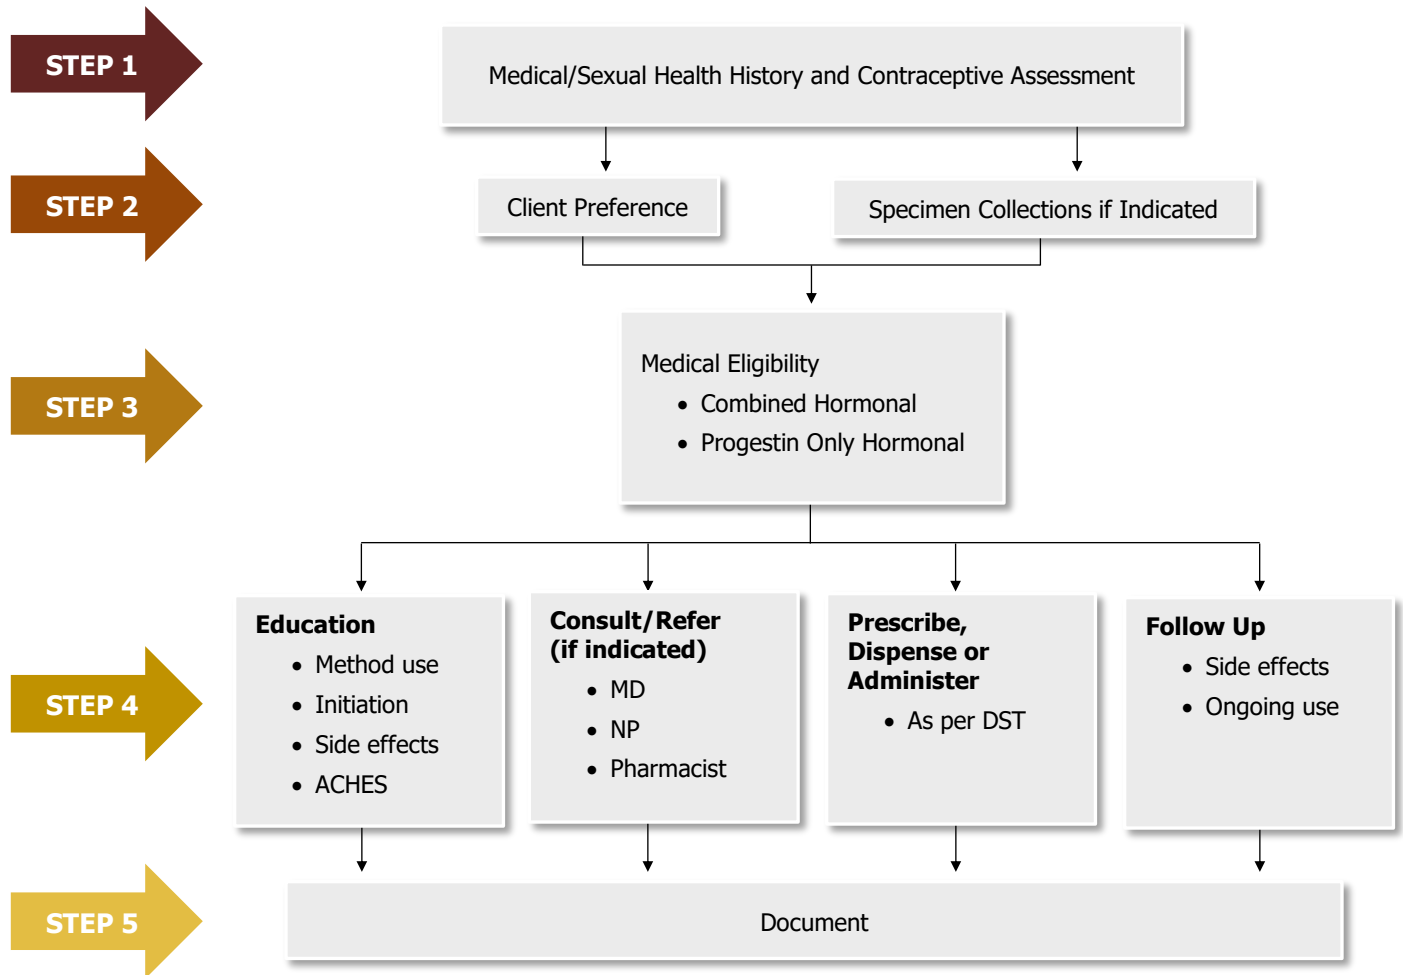 STEP 1
Medical/Sexual Health History and Contraceptive Assessment
STEP 2
Client Preference
Specimen Collections if Indicated
STEP 3
Medical Eligibility
• Combined Hormonal
• Progestin Only Hormonal
STEP 4
Education
• Method use
• Initiation
• Side effects
• ACHES
Consult/Refer
(if indicated)
• MD
• NP
• Pharmacist
Prescribe,
Dispense or
Administer
• As per DST
Follow Up
• Side effects
• Ongoing use
STEP 5
Document